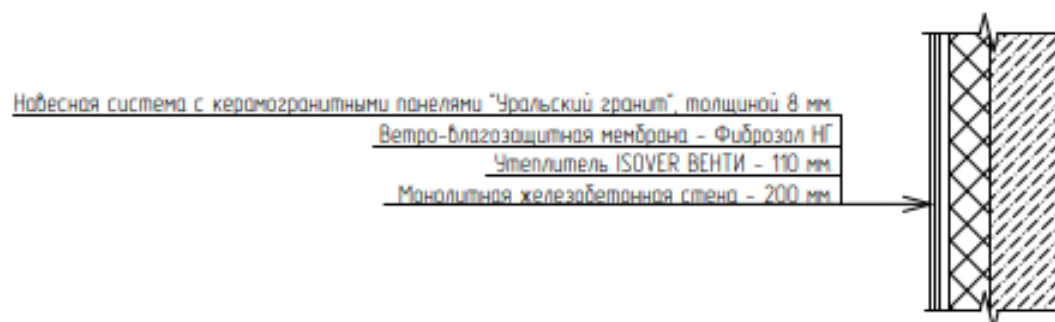 Навесная система с керамогранитными панелями "Уральский гранит", толщиной 8 мм
Ветро-влагозащитная мембрана - Фиброзол НГ
Утеплитель ISOVER ВЕНТИ - 110 мм
Монолитная железобетонная стена - 200 мм